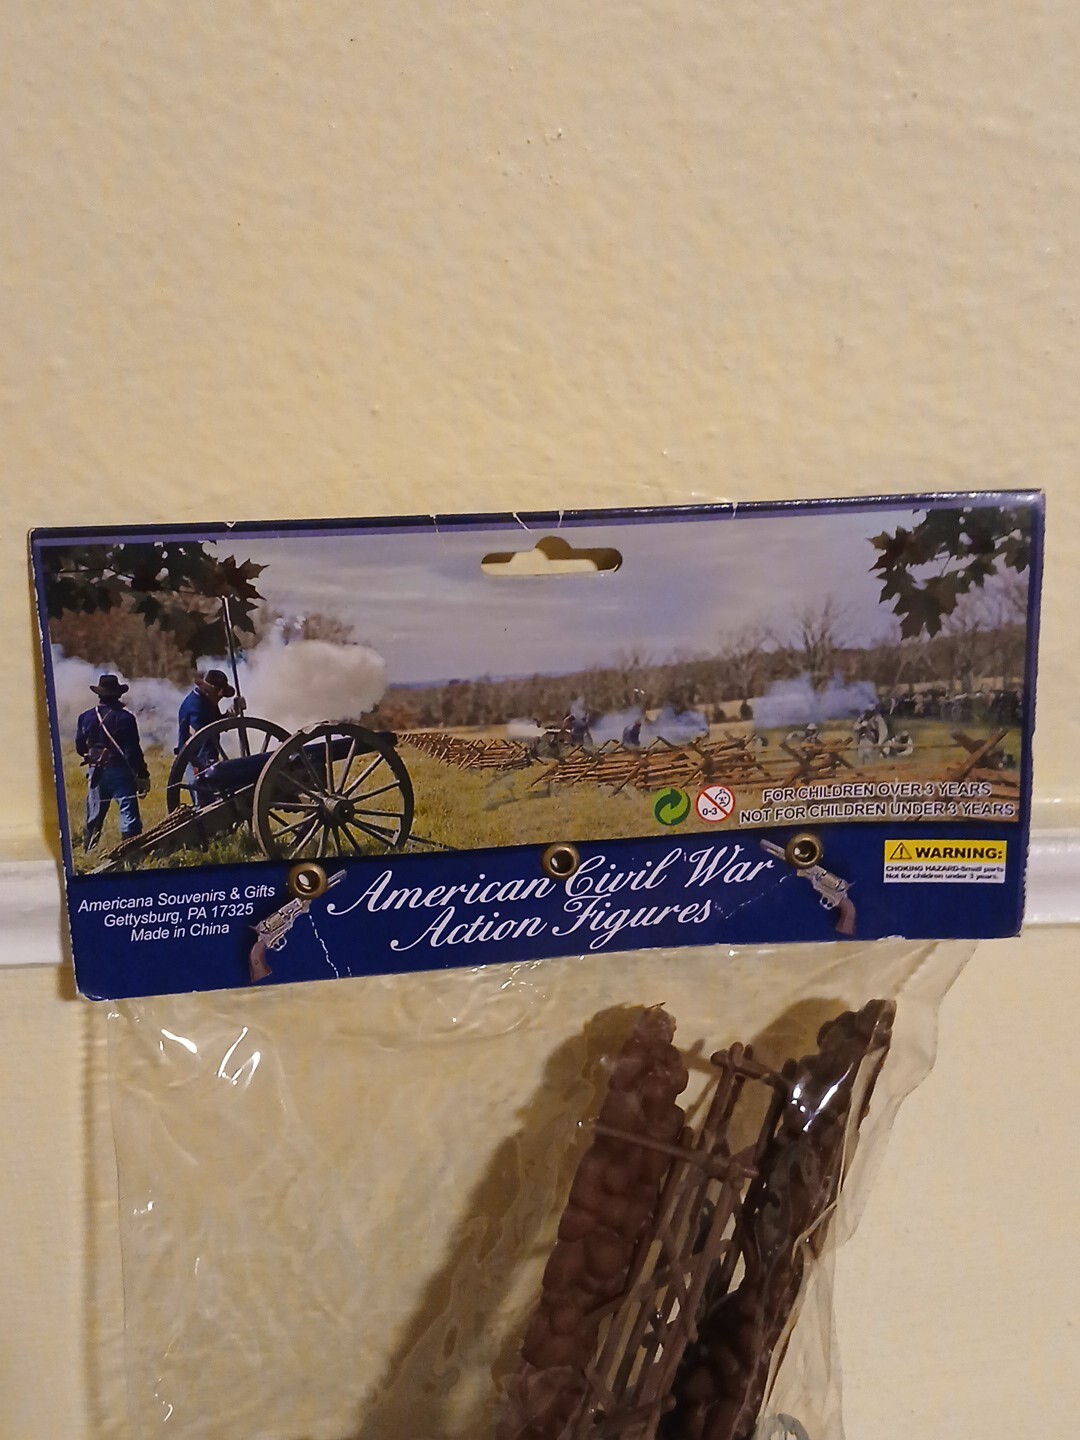 0-3
FOR CHILDREN OVER 3 YEARS
NOT FOR CHILDREN UNDER 3 YEARS
WARNING:
CHOKING HAZARD-Small parts
Not for children under 3 years.
Americana Souvenirs & Gifts
Gettysburg, PA 17325
Made in China
American Civil War
Action Figures